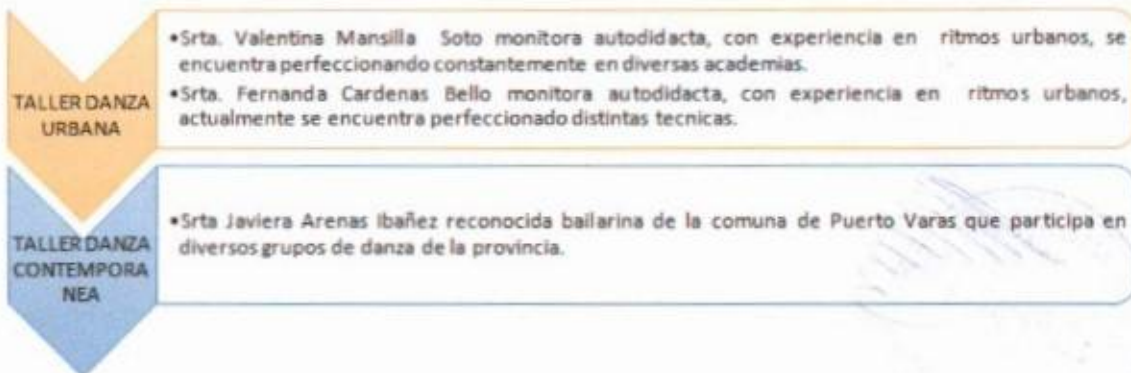 TALLER DANZA
URBANA
•Srta. Valentina Mansilla Soto monitora autodidacta, con experiencia en ritmos urbanos, se
encuentra perfeccionando constantemente en diversas academias.
•Srta. Fernanda Cardenas Bello monitora autodidacta, con experiencia en ritmos urbanos,
actualmente se encuentra perfeccionado distintas tecnicas.
TALLER DANZA
CONTEMPORA
NEA
•Srta Javiera Arenas Ibañez reconocida bailarina de la comuna de Puerto Varas que participa en
diversos grupos de danza de la provincia.